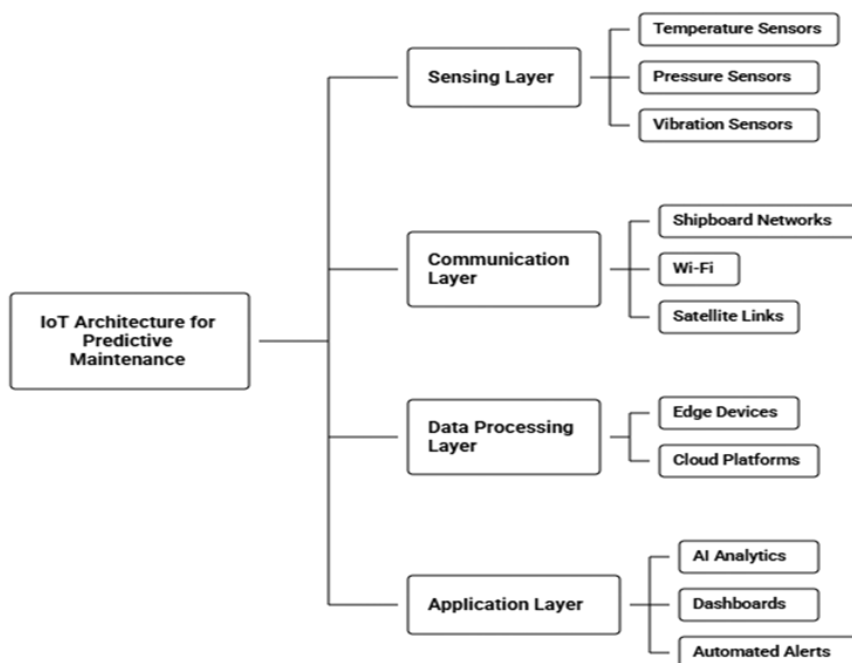 Temperature Sensors
Sensing Layer
Pressure Sensors
Vibration Sensors
Shipboard Networks
Communication
Layer
Wi-Fi
Satellite Links
IoT Architecture for
Predictive
Maintenance
Edge Devices
Data Processing
Layer
Cloud Platforms
AI Analytics
Application Layer
Dashboards
Automated Alerts